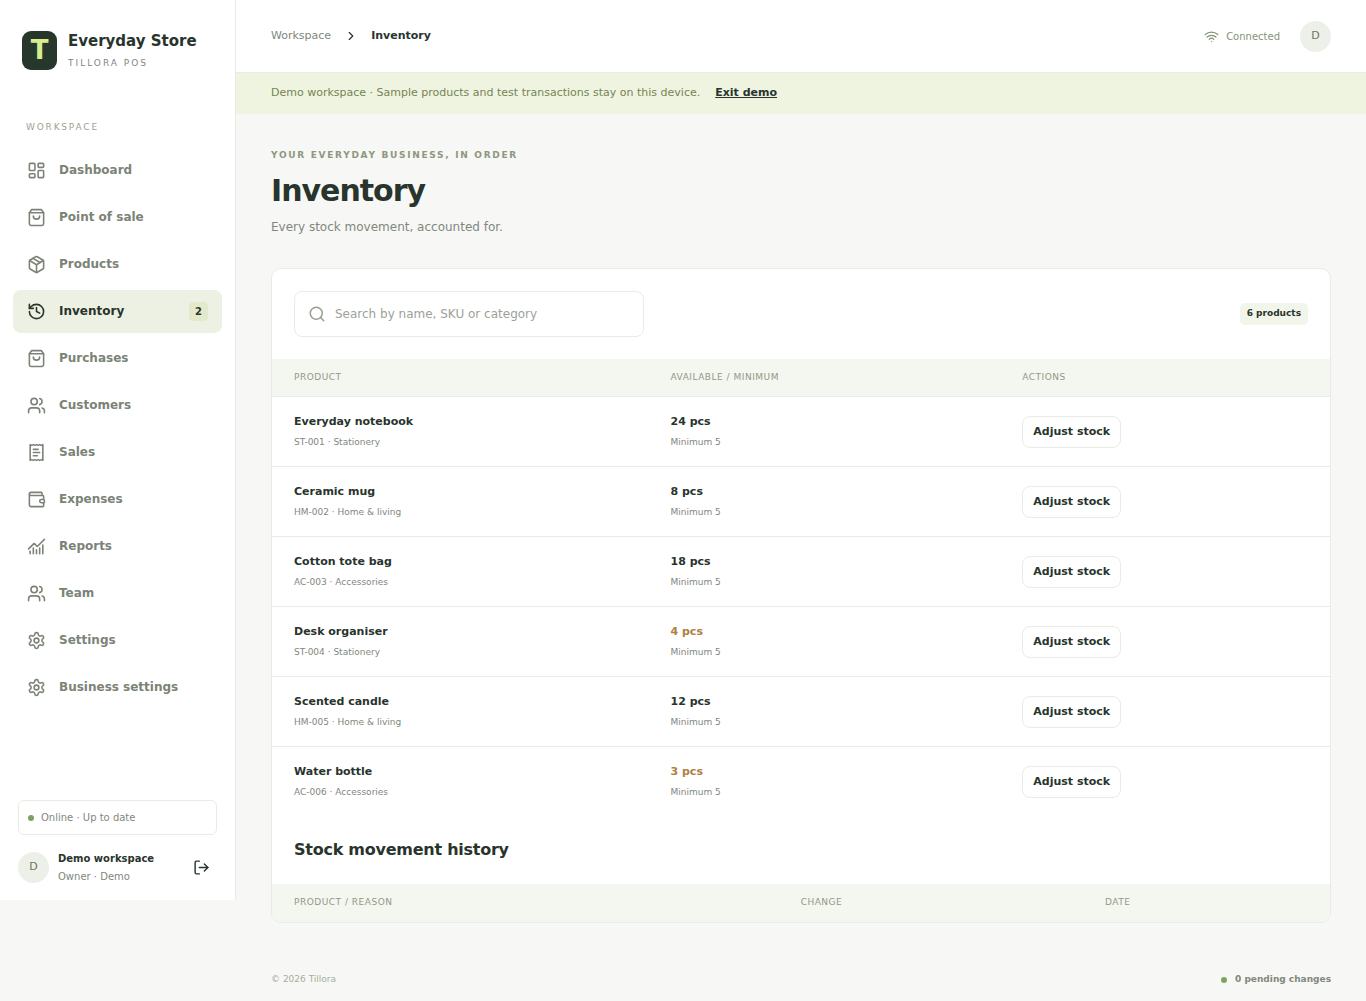 T
Everyday Store
TILLORA POS
WORKSPACE
Dashboard
Point of sale
Products
Inventory 2
Purchases
Customers
Sales
Expenses
Reports
Team
Settings
Business settings
Online · Up to date
D
Demo workspace
Owner · Demo
Workspace > Inventory
Connected
D
Demo workspace · Sample products and test transactions stay on this device. Exit demo
YOUR EVERYDAY BUSINESS, IN ORDER
Inventory
Every stock movement, accounted for.
Search by name, SKU or category
6 products
PRODUCT AVAILABLE / MINIMUM ACTIONS
Everyday notebook 24 pcs Adjust stock
ST-001 · Stationery Minimum 5
Ceramic mug 8 pcs Adjust stock
HM-002 · Home & living Minimum 5
Cotton tote bag 18 pcs Adjust stock
AC-003 · Accessories Minimum 5
Desk organiser 4 pcs Adjust stock
ST-004 · Stationery Minimum 5
Scented candle 12 pcs Adjust stock
HM-005 · Home & living Minimum 5
Water bottle 3 pcs Adjust stock
AC-006 · Accessories Minimum 5
Stock movement history
PRODUCT / REASON CHANGE DATE
© 2026 Tillora
0 pending changes